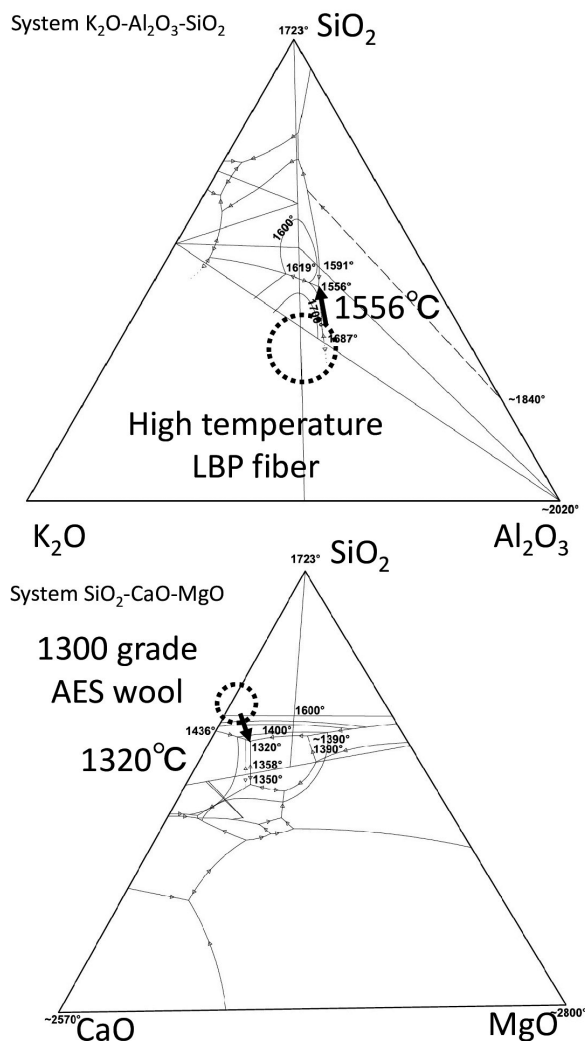 System K₂O-Al₂O₃-SiO₂
1723°
SiO₂
1600°
1619°
1591°
1556°
1556℃
1700°
1687°
~1840°
High temperature
LBP fiber
~2020°
K₂O
Al₂O₃
1723°
SiO₂
System SiO₂-CaO-MgO
1300 grade
AES wool
1600°
1436°
1400°
~1390°
1320°
1390°
1320℃
1358°
1350°
~2570°
CaO
MgO
~2800°